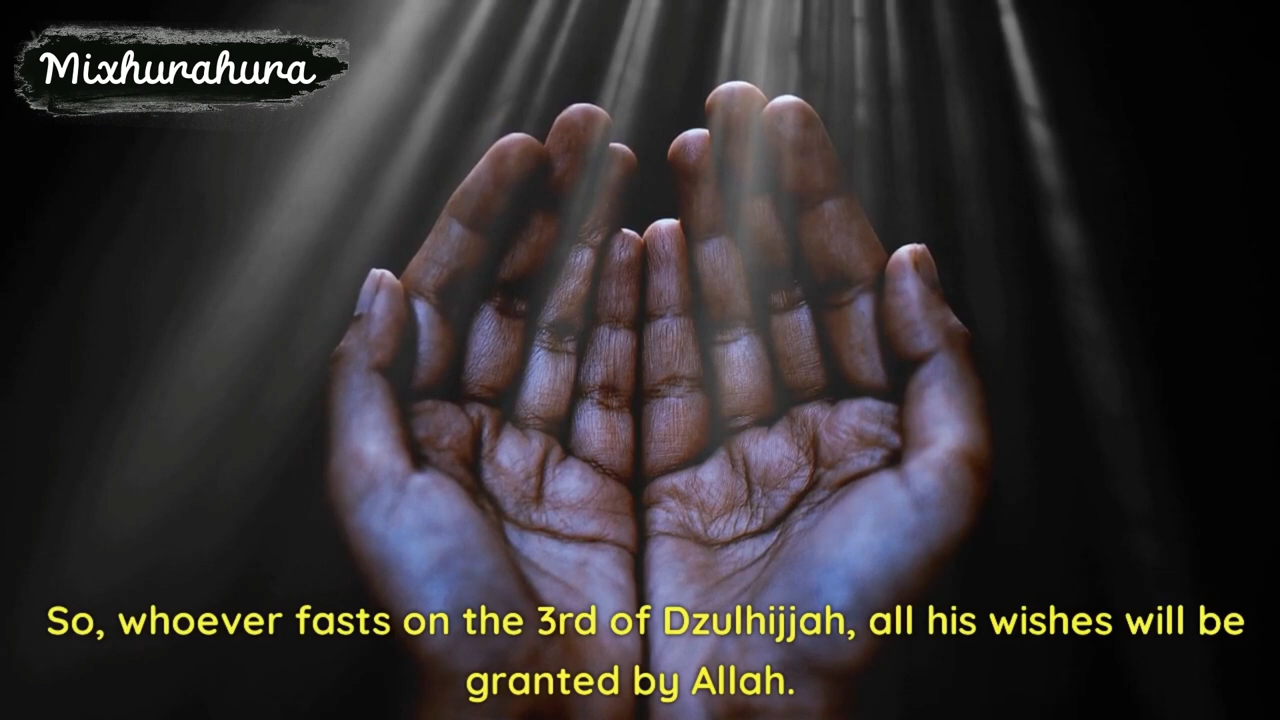 Mixhurahura
So, whoever fasts on the 3rd of Dzulhijjah, all his wishes will be
granted by Allah.